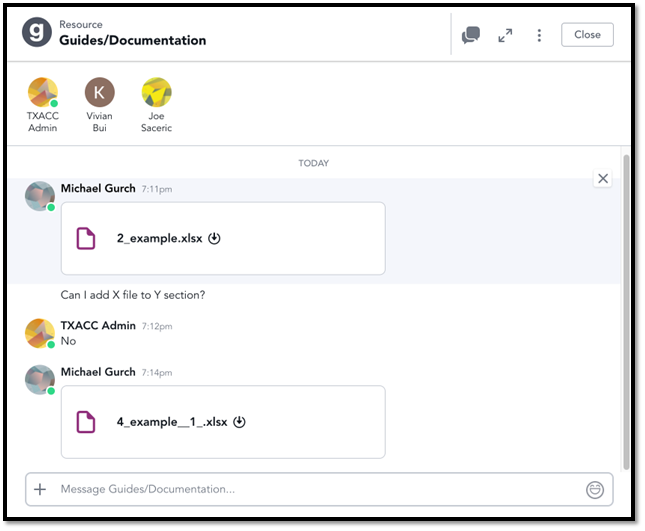 g
Resource
Guides/Documentation
Close
TXACC
Admin
K
Vivian
Bui
Joe
Saceric
TODAY
Michael Gurch 7:11pm
2_example.xlsx
Can I add X file to Y section?
TXACC Admin 7:12pm
No
Michael Gurch 7:14pm
4_example__1_.xlsx
Message Guides/Documentation...